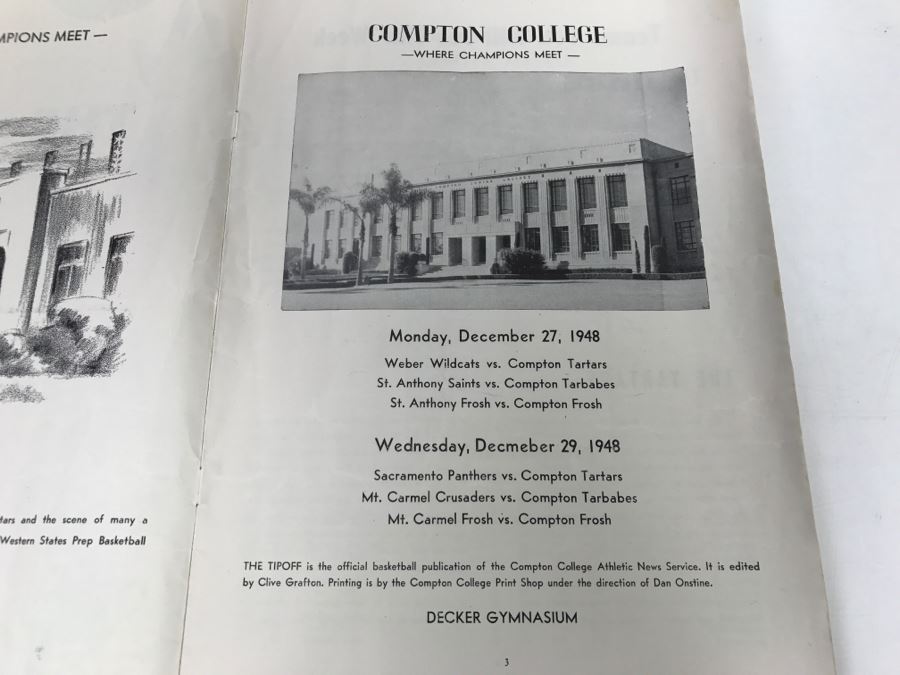 MPIONS MEET —
tars and the scene of many a
Western States Prep Basketball
COMPTON COLLEGE
—WHERE CHAMPIONS MEET —
COMPTON JUNIOR COLLEGE
Monday, December 27, 1948
Weber Wildcats vs. Compton Tartars
St. Anthony Saints vs. Compton Tarbabes
St. Anthony Frosh vs. Compton Frosh
Wednesday, Decmeber 29, 1948
Sacramento Panthers vs. Compton Tartars
Mt. Carmel Crusaders vs. Compton Tarbabes
Mt. Carmel Frosh vs. Compton Frosh
THE TIPOFF is the official basketball publication of the Compton College Athletic News Service. It is edited
by Clive Grafton. Printing is by the Compton College Print Shop under the direction of Dan Onstine.
DECKER GYMNASIUM
3